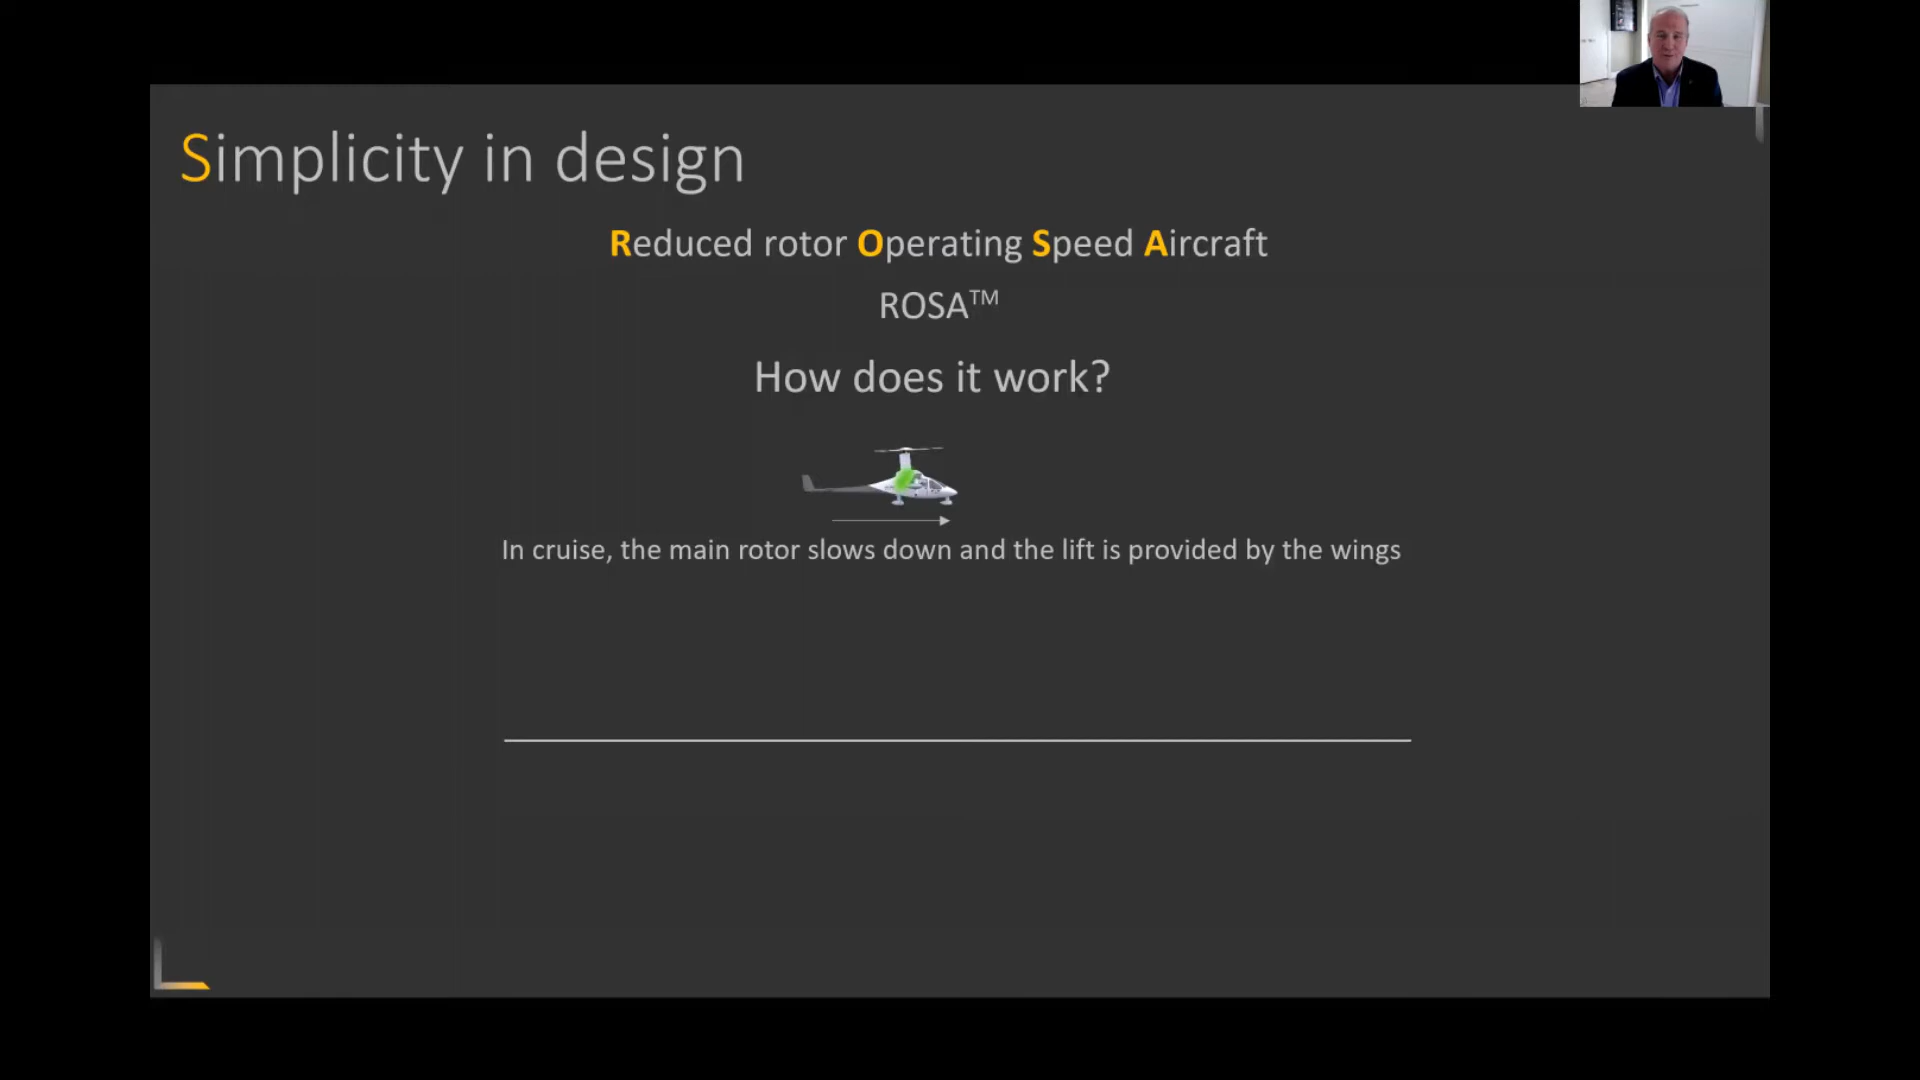 Simplicity in design
Reduced rotor Operating Speed Aircraft
ROSA™
How does it work?
In cruise, the main rotor slows down and the lift is provided by the wings